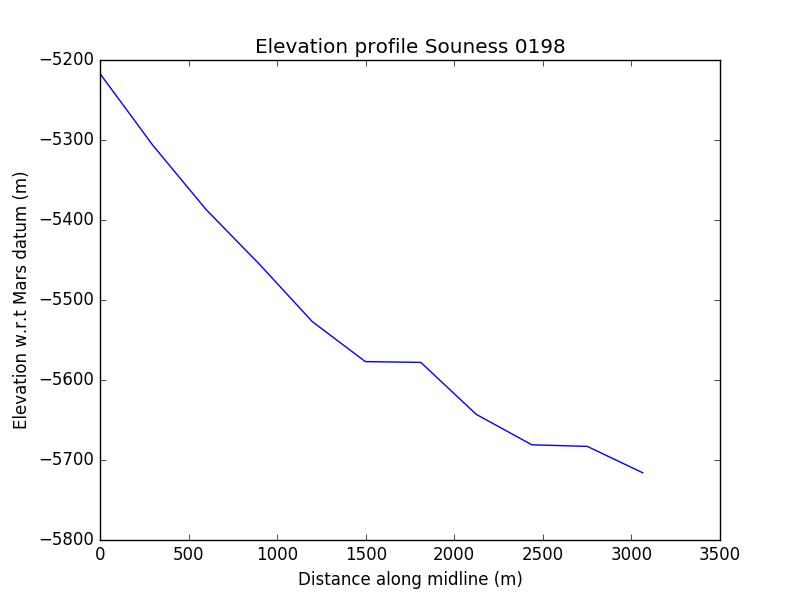 Elevation profile Souness 0198
−5200
−5300
−5400
−5500
−5600
−5700
−5800
Elevation w.r.t Mars datum (m)
0 500 1000 1500 2000 2500 3000 3500
Distance along midline (m)